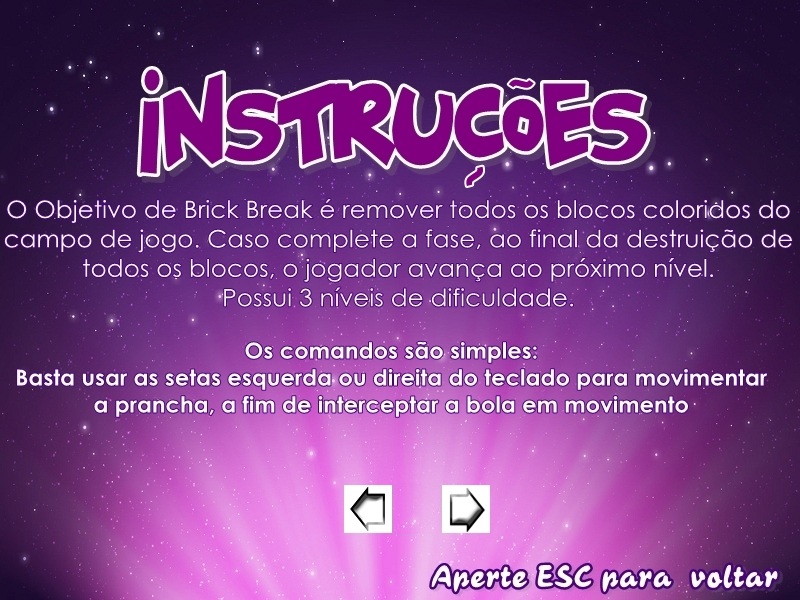 INSTRUÇÕES
O Objetivo de Brick Break é remover todos os blocos coloridos do
campo de jogo. Caso complete a fase, ao final da destruição de
todos os blocos, o jogador avança ao próximo nível.
Possui 3 níveis de dificuldade.
Os comandos são simples:
Basta usar as setas esquerda ou direita do teclado para movimentar
a prancha, a fim de interceptar a bola em movimento
Aperte ESC para voltar